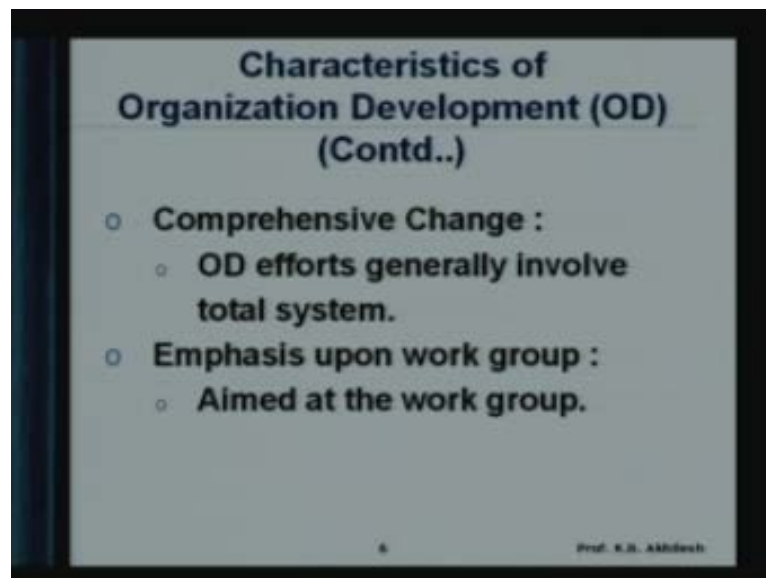 Characteristics of
Organization Development (OD)
(Contd..)
o Comprehensive Change :
o OD efforts generally involve
total system.
o Emphasis upon work group :
o Aimed at the work group.
6
Prof. K.B. Akhilesh